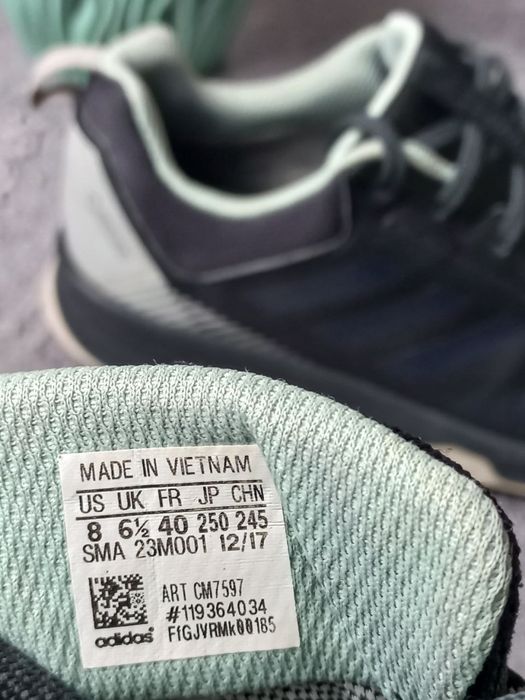 MADE IN VIETNAM
US UK FR JP CHN
8 6½ 40 250 245
SMA 23M001 12/17
ART CM7597
#119364034
adidas® FfGJVRMk00185